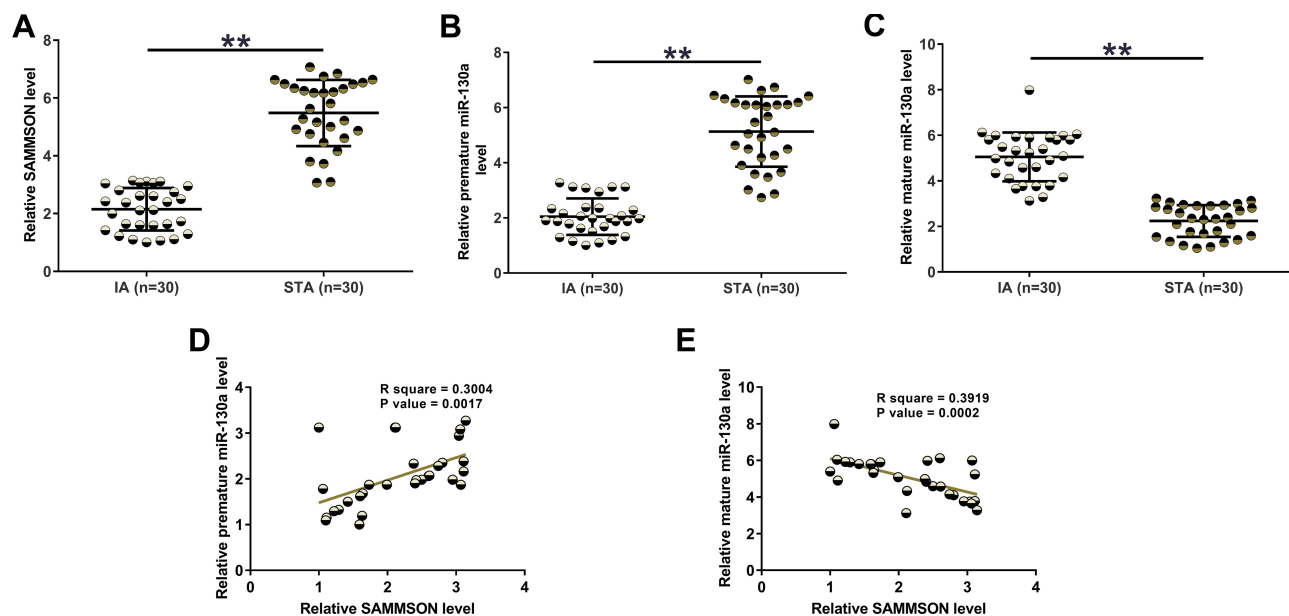 A
Relative SAMMSON level
8
6
4
2
0
**
IA (n=30)
STA (n=30)
B
Relative premature miR-130a
level
8
6
4
2
0
**
IA (n=30)
STA (n=30)
C
Relative mature miR-130a level
10
8
6
4
2
0
**
IA (n=30)
STA (n=30)
D
Relative premature miR-130a level
4
3
2
1
0
R square = 0.3004
P value = 0.0017
0 1 2 3 4
Relative SAMMSON level
E
Relative mature miR-130a level
10
8
6
4
2
0
R square = 0.3919
P value = 0.0002
0 1 2 3 4
Relative SAMMSON level